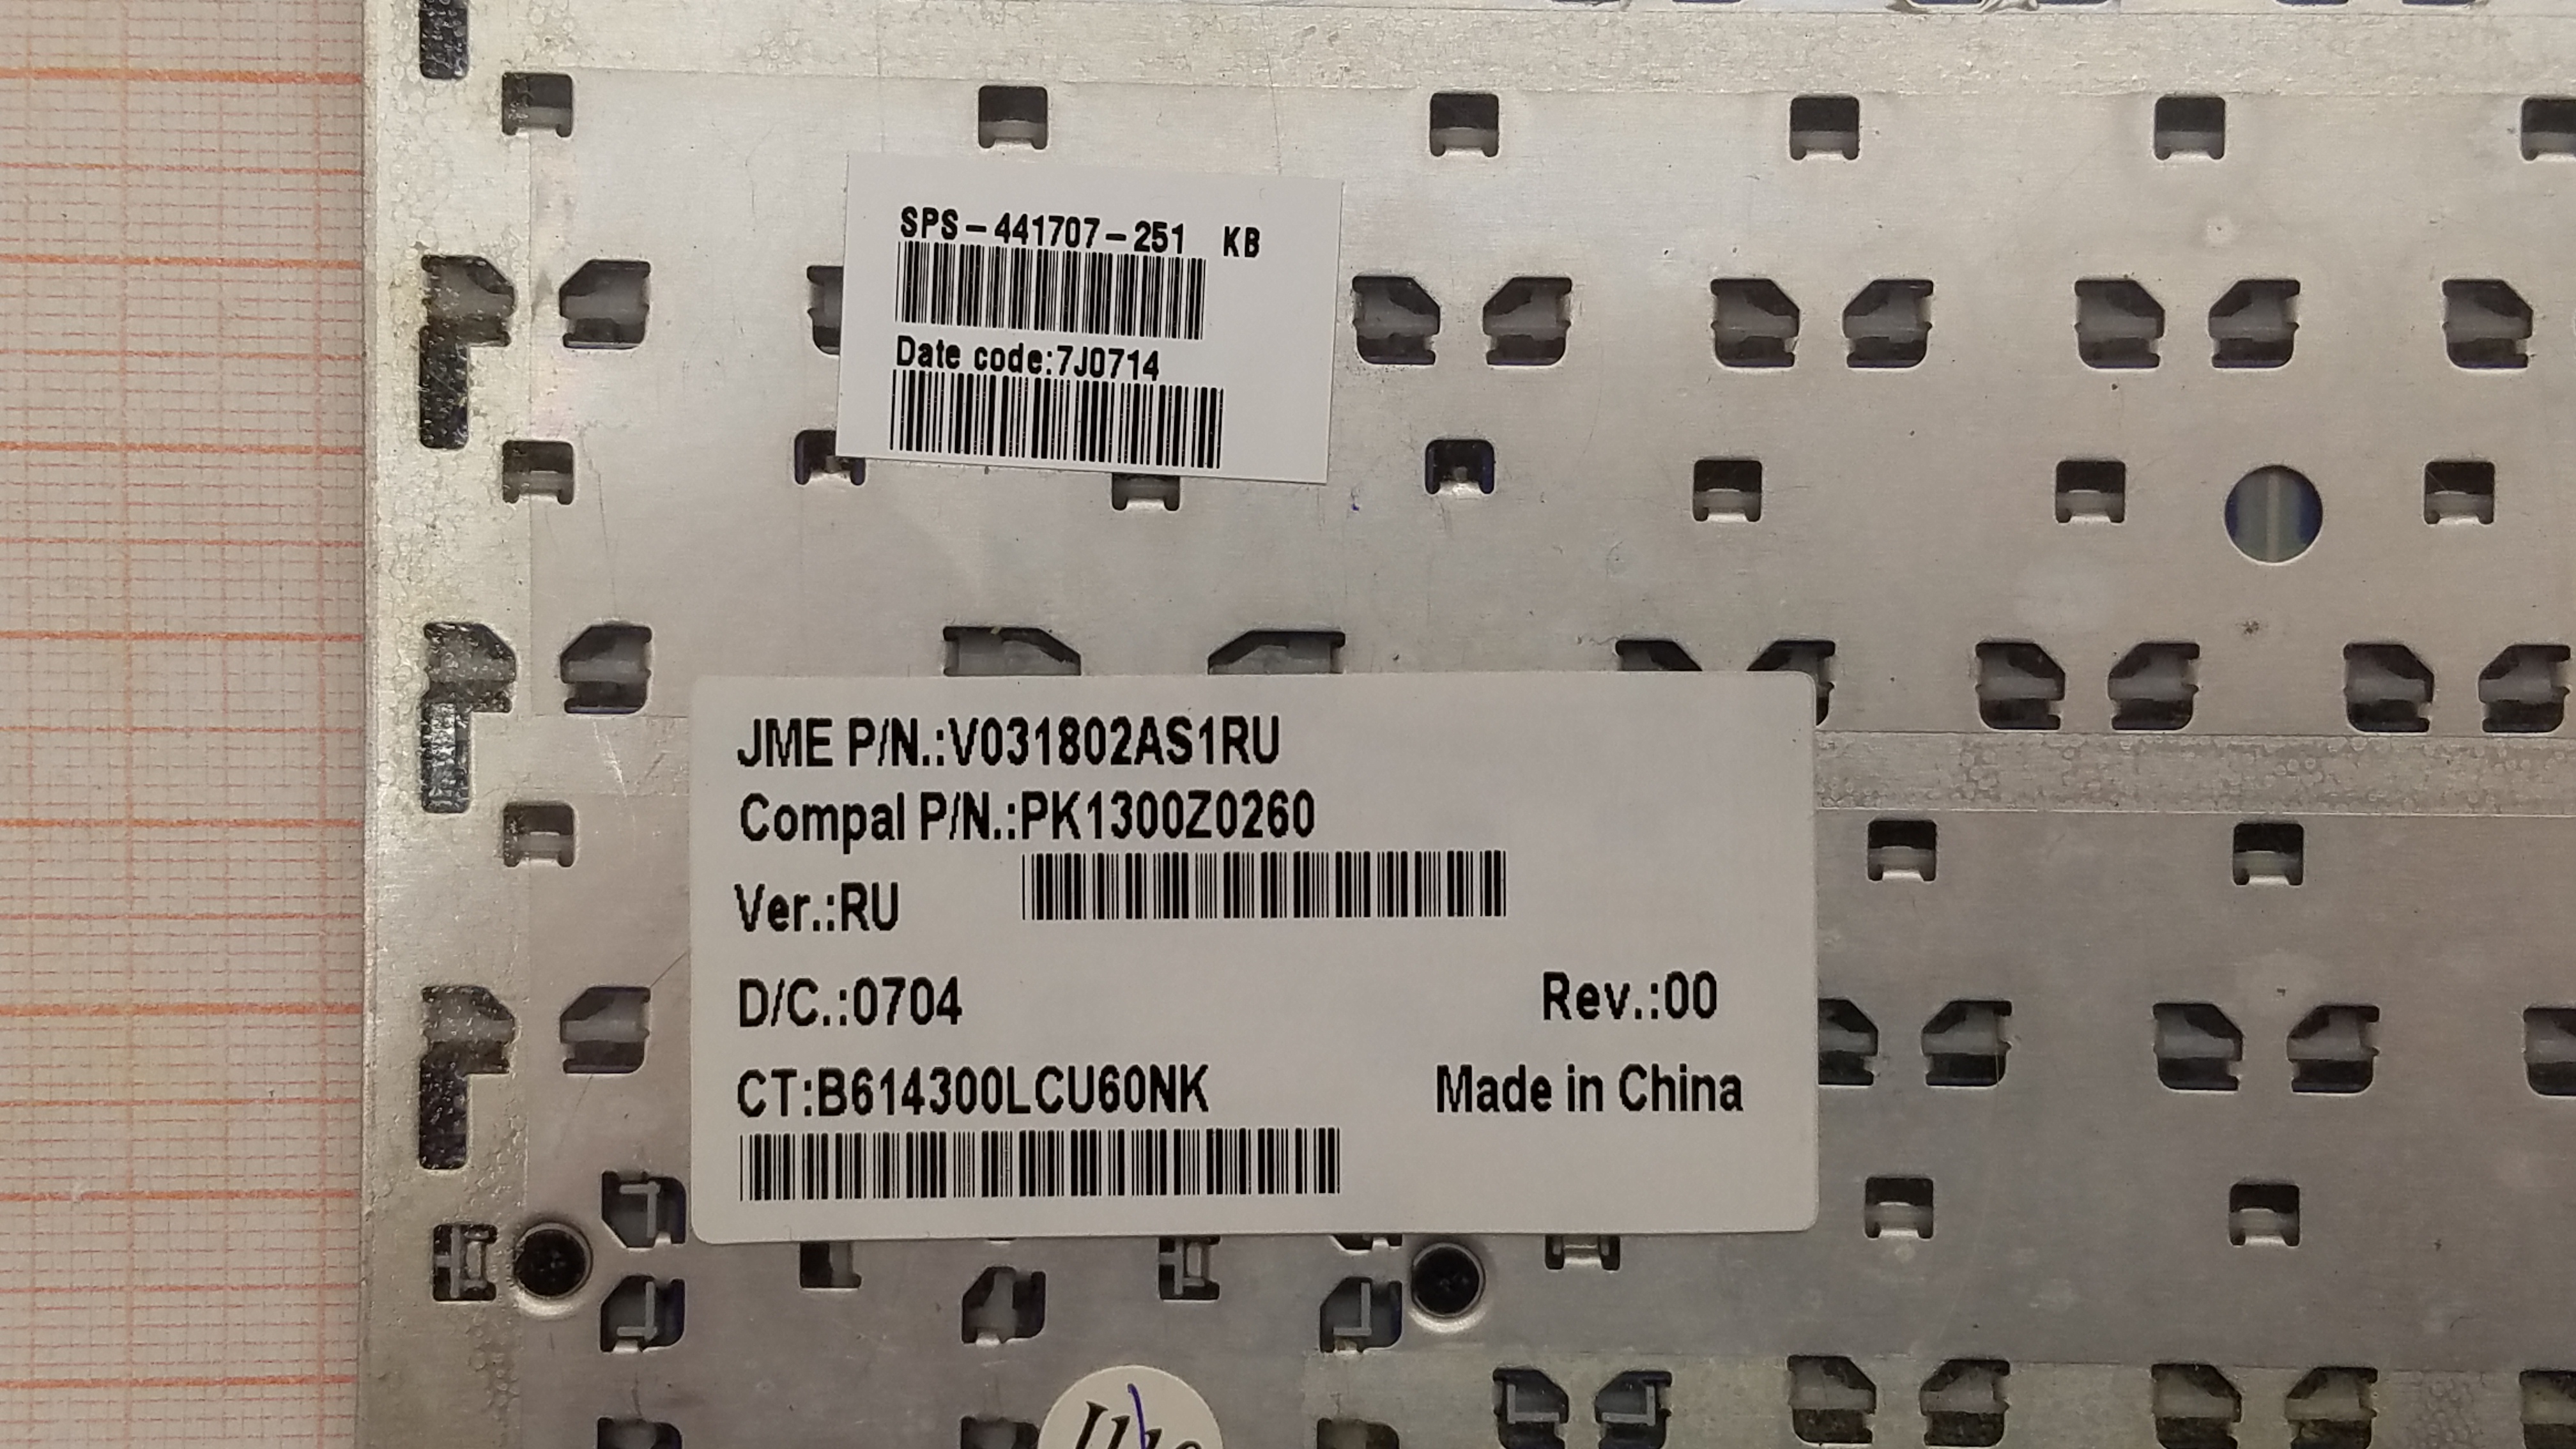 SPS-441707-251 KB
Date code:7J0714
JME P/N.:V031802AS1RU
Compal P/N.:PK1300Z0260
Ver.:RU
D/C.:0704 Rev.:00
CT:B614300LCU60NK Made in China